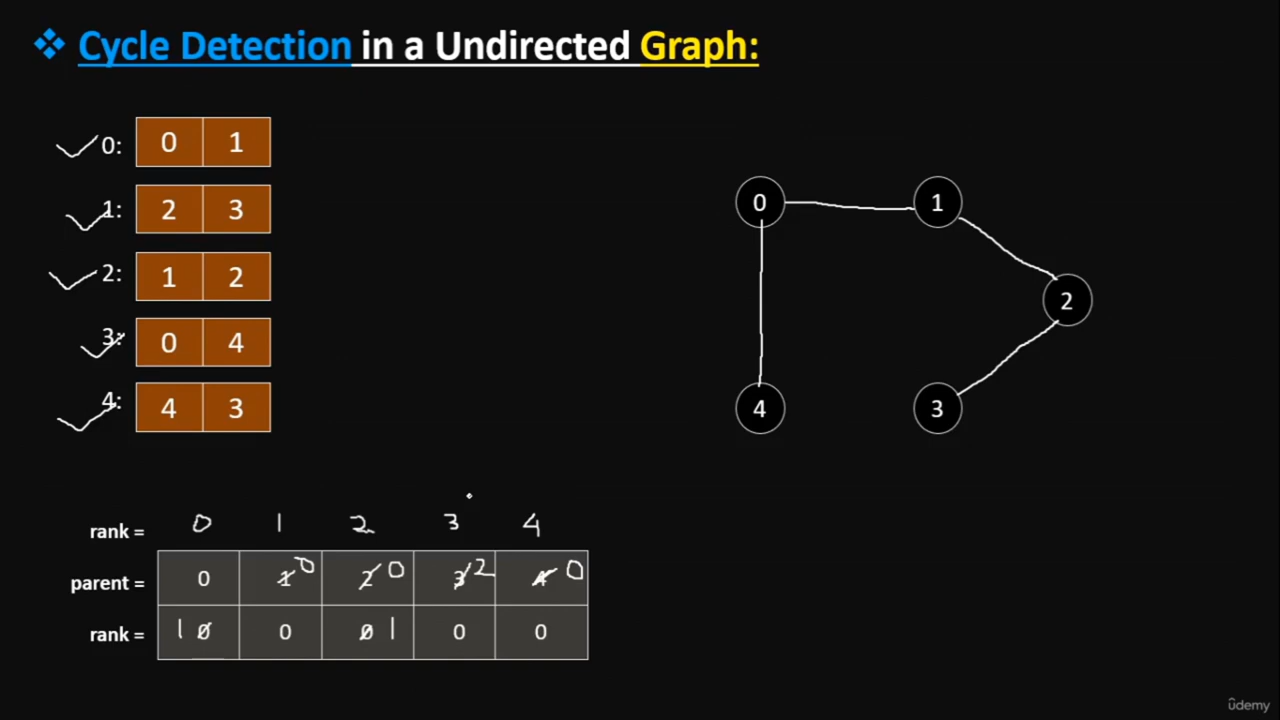 ❖ Cycle Detection in a Undirected Graph:
0: 0 1
1: 2 3
2: 1 2
3: 0 4
4: 4 3
0 1
2
4 3
rank = 0 1 2 3 4
parent = 0 1 0 2 0 3 2 4 0
rank = 1 0 0 0 1 0 0
ûdemy